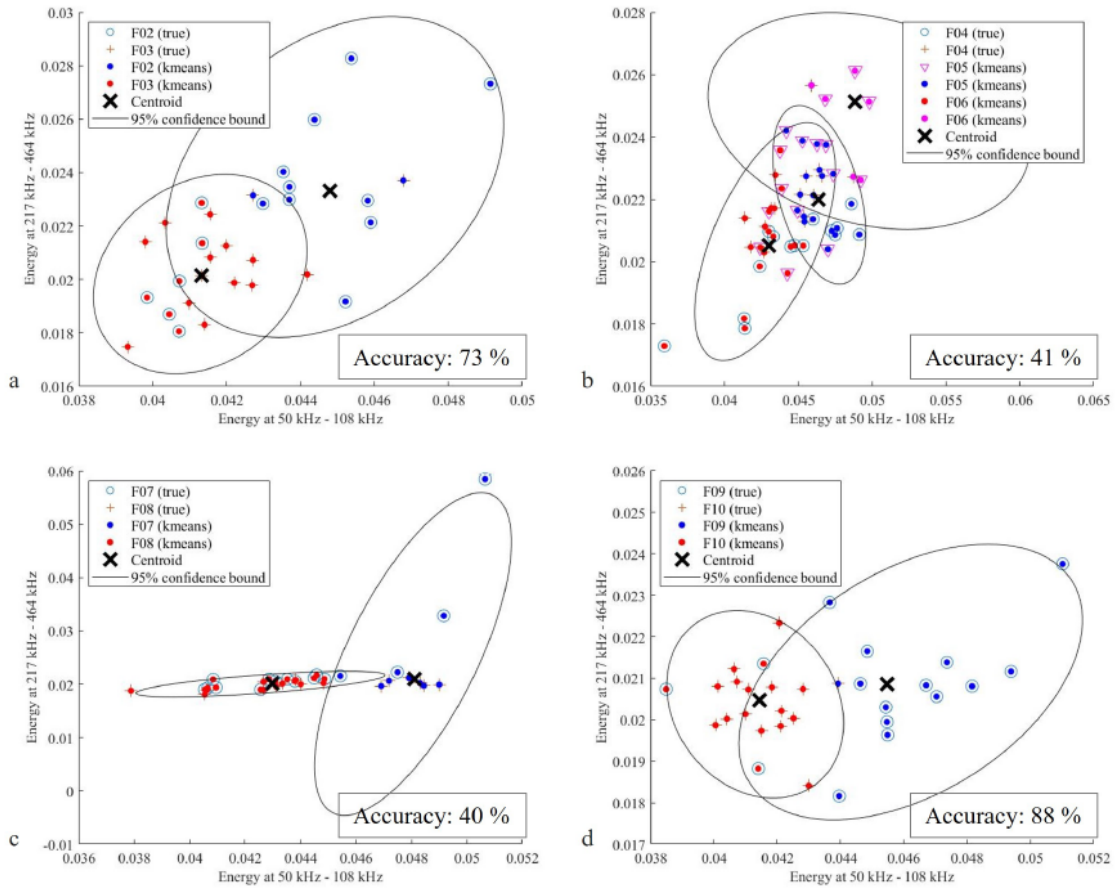 0.03
0.028
0.026
0.024
0.022
0.02
0.018
0.016
Energy at 217 kHz - 464 kHz
F02 (true)
F03 (true)
F02 (kmeans)
F03 (kmeans)
Centroid
95% confidence bound
Accuracy: 73 %
a
0.038
0.04
0.042
0.044
0.046
0.048
0.05
Energy at 50 kHz - 108 kHz
0.028
0.026
0.024
0.022
0.02
0.018
0.016
Energy at 217 kHz - 464 kHz
F04 (true)
F04 (true)
F05 (kmeans)
F05 (kmeans)
F06 (kmeans)
F06 (kmeans)
Centroid
95% confidence bound
Accuracy: 41 %
b
0.035
0.04
0.045
0.05
0.055
0.06
0.065
Energy at 50 kHz - 108 kHz
0.06
0.05
0.04
0.03
0.02
0.01
0
-0.01
Energy at 217 kHz - 464 kHz
F07 (true)
F08 (true)
F07 (kmeans)
F08 (kmeans)
Centroid
95% confidence bound
Accuracy: 40 %
c
0.038
0.04
0.042
0.044
0.046
0.048
0.05
0.052
Energy at 50 kHz - 108 kHz
0.026
0.025
0.024
0.023
0.022
0.021
0.02
0.019
0.018
0.017
Energy at 217 kHz - 464 kHz
F09 (true)
F10 (true)
F09 (kmeans)
F10 (kmeans)
Centroid
95% confidence bound
Accuracy: 88 %
d
0.038
0.04
0.042
0.044
0.046
0.048
0.05
0.052
Energy at 50 kHz - 108 kHz